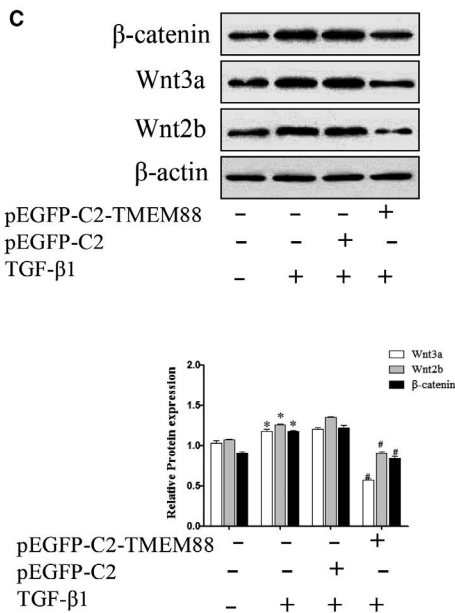 C
β-catenin
Wnt3a
Wnt2b
β-actin
pEGFP-C2-TMEM88 - - - +
pEGFP-C2 - - + -
TGF-β1 - + + +
Wnt3a
Wnt2b
β-catenin
Relative Protein expression
2.0
1.5
1.0
0.5
0.0
* * *
# # #
pEGFP-C2-TMEM88 - - - +
pEGFP-C2 - - + -
TGF-β1 - + + +